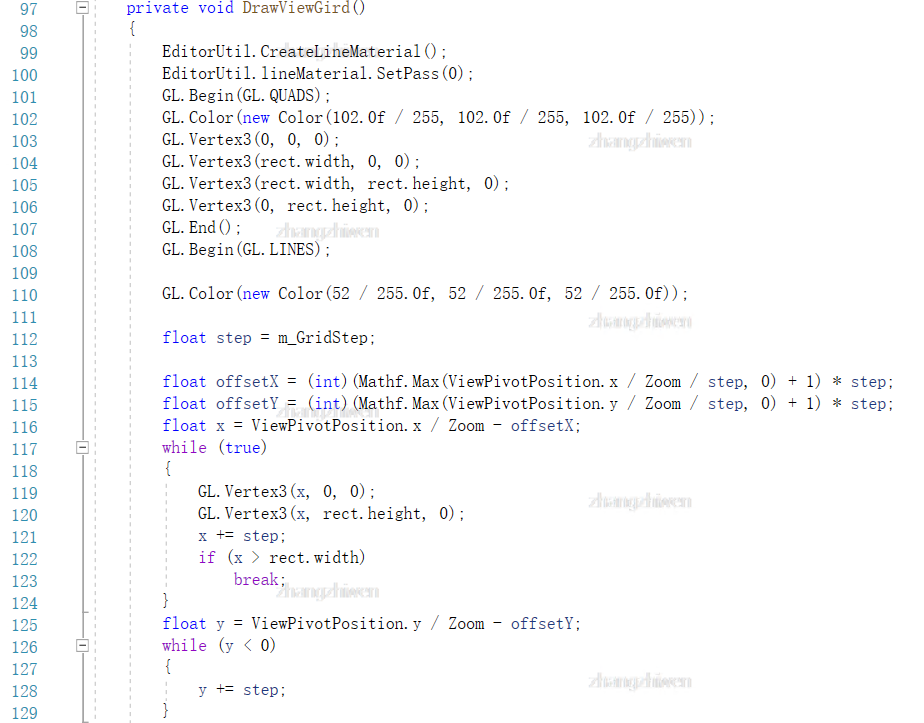 97 private void DrawViewGird()
98 {
99 EditorUtil.CreateLineMaterial();
100 EditorUtil.lineMaterial.SetPass(0);
101 GL.Begin(GL.QUADS);
102 GL.Color(new Color(102.0f / 255, 102.0f / 255, 102.0f / 255));
103 GL.Vertex3(0, 0, 0);
104 GL.Vertex3(rect.width, 0, 0);
105 GL.Vertex3(rect.width, rect.height, 0);
106 GL.Vertex3(0, rect.height, 0);
107 GL.End();
108 GL.Begin(GL.LINES);
109
110 GL.Color(new Color(52 / 255.0f, 52 / 255.0f, 52 / 255.0f));
111
112 float step = m_GridStep;
113
114 float offsetX = (int)(Mathf.Max(ViewPivotPosition.x / Zoom / step, 0) + 1) * step;
115 float offsetY = (int)(Mathf.Max(ViewPivotPosition.y / Zoom / step, 0) + 1) * step;
116 float x = ViewPivotPosition.x / Zoom - offsetX;
117 while (true)
118 {
119 GL.Vertex3(x, 0, 0);
120 GL.Vertex3(x, rect.height, 0);
121 x += step;
122 if (x > rect.width)
123 break;
124 }
125 float y = ViewPivotPosition.y / Zoom - offsetY;
126 while (y < 0)
127 {
128 y += step;
129 }
zhangzhiwen
zhangzhiwen
zhangzhiwen
zhangzhiwen
zhangzhiwen
zhangzhiwen
zhangzhiwen
zhangzhiwen